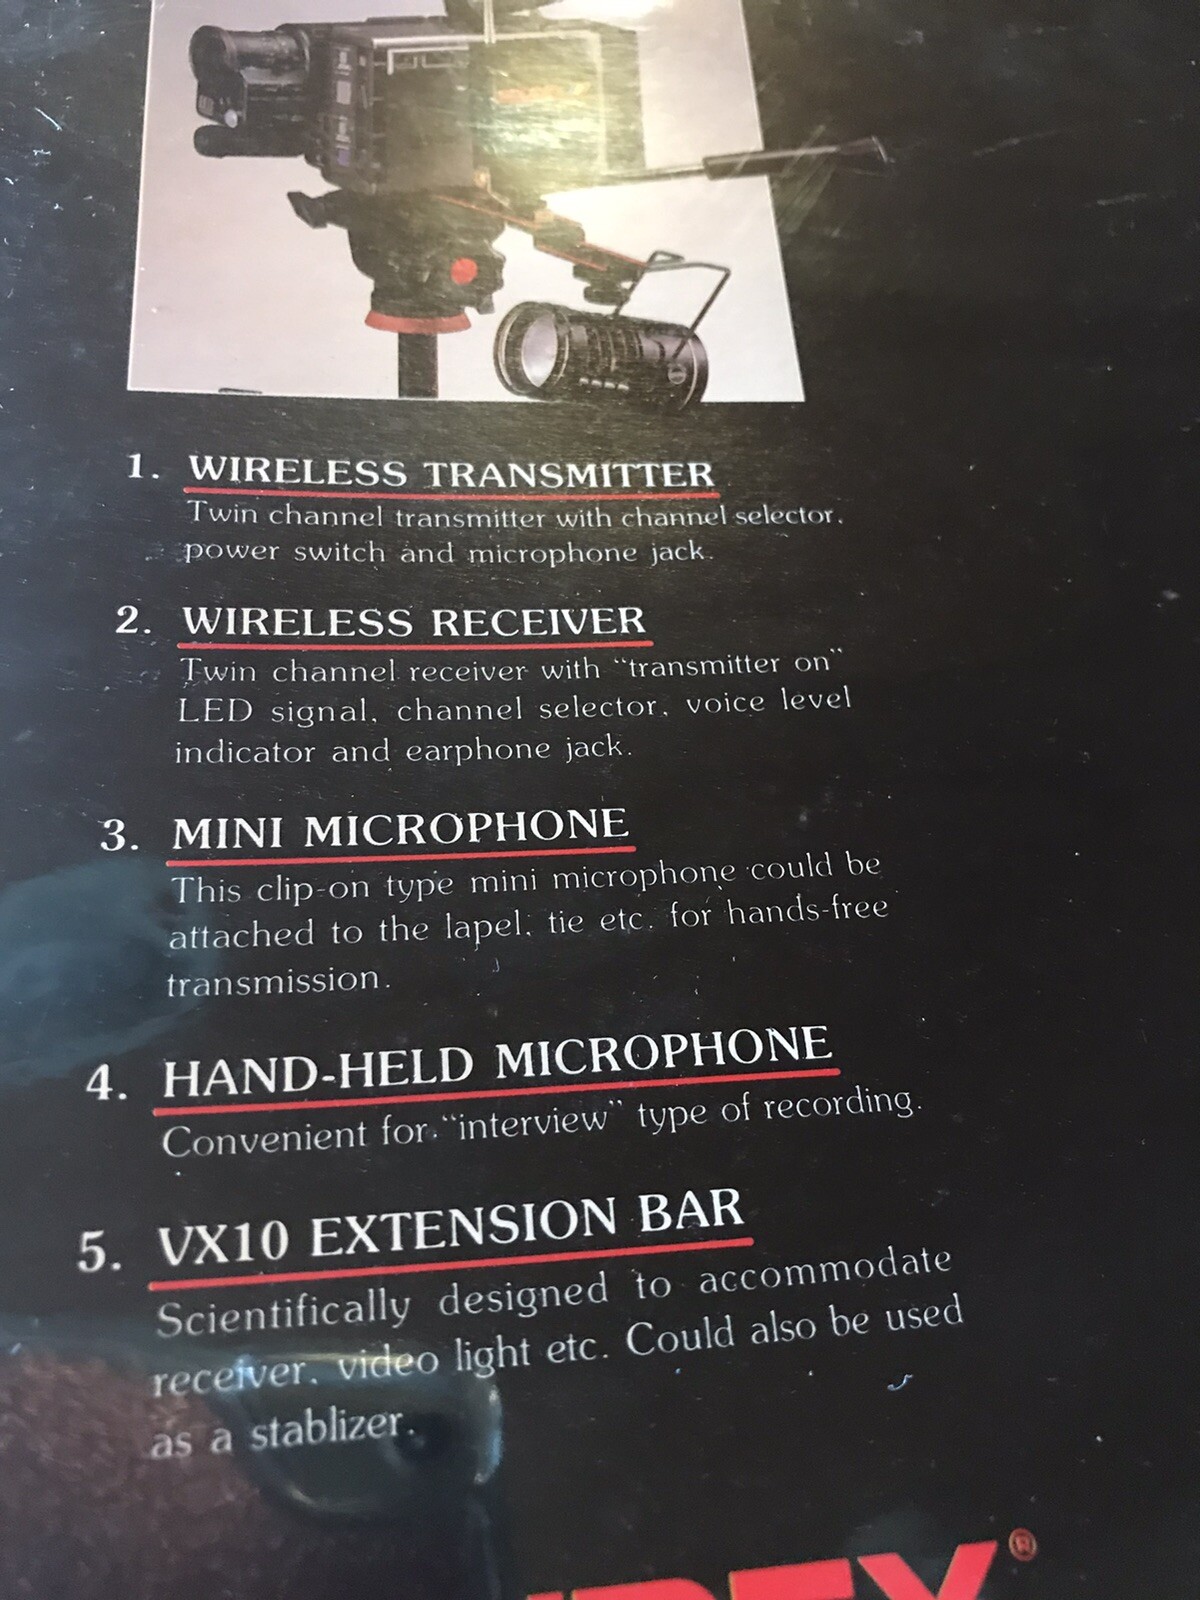 1. WIRELESS TRANSMITTER
Twin channel transmitter with channel selector,
power switch and microphone jack.
2. WIRELESS RECEIVER
Twin channel receiver with "transmitter on"
LED signal, channel selector, voice level
indicator and earphone jack.
3. MINI MICROPHONE
This clip-on type mini microphone could be
attached to the lapel, tie etc. for hands-free
transmission.
4. HAND-HELD MICROPHONE
Convenient for "interview" type of recording.
5. VX10 EXTENSION BAR
Scientifically designed to accommodate
receiver, video light etc. Could also be used
as a stablizer.